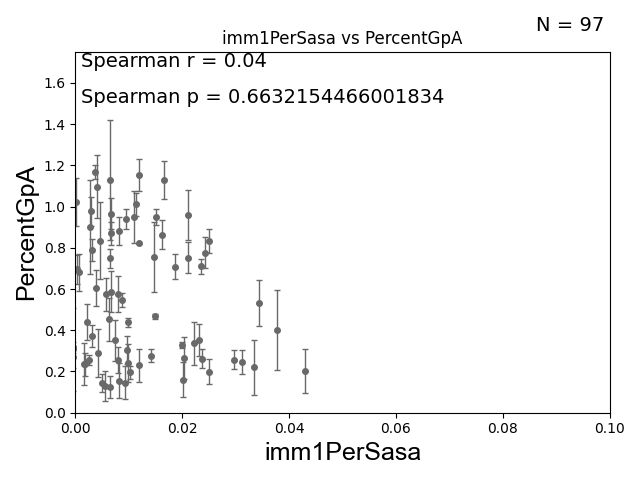 N = 97
imm1PerSasa vs PercentGpA
Spearman r = 0.04
Spearman p = 0.6632154466001834
PercentGpA
1.6
1.4
1.2
1.0
0.8
0.6
0.4
0.2
0.0
0.00 0.02 0.04 0.06 0.08 0.10
imm1PerSasa